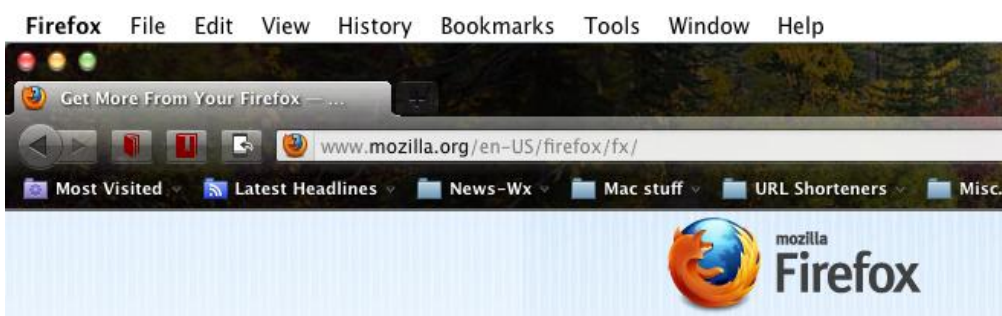 Firefox File Edit View History Bookmarks Tools Window Help
Get More From Your Firefox — ...
www.mozilla.org/en-US/firefox/fx/
Most Visited Latest Headlines News-Wx Mac stuff URL Shorteners Misc.
mozilla
Firefox